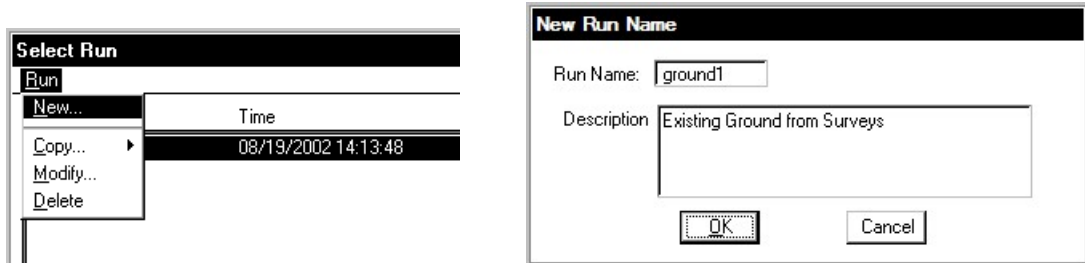 Select Run
Run
New...
Time
08/19/2002 14:13:48
Copy...
Modify...
Delete
New Run Name
Run Name: ground1
Description Existing Ground from Surveys
OK Cancel